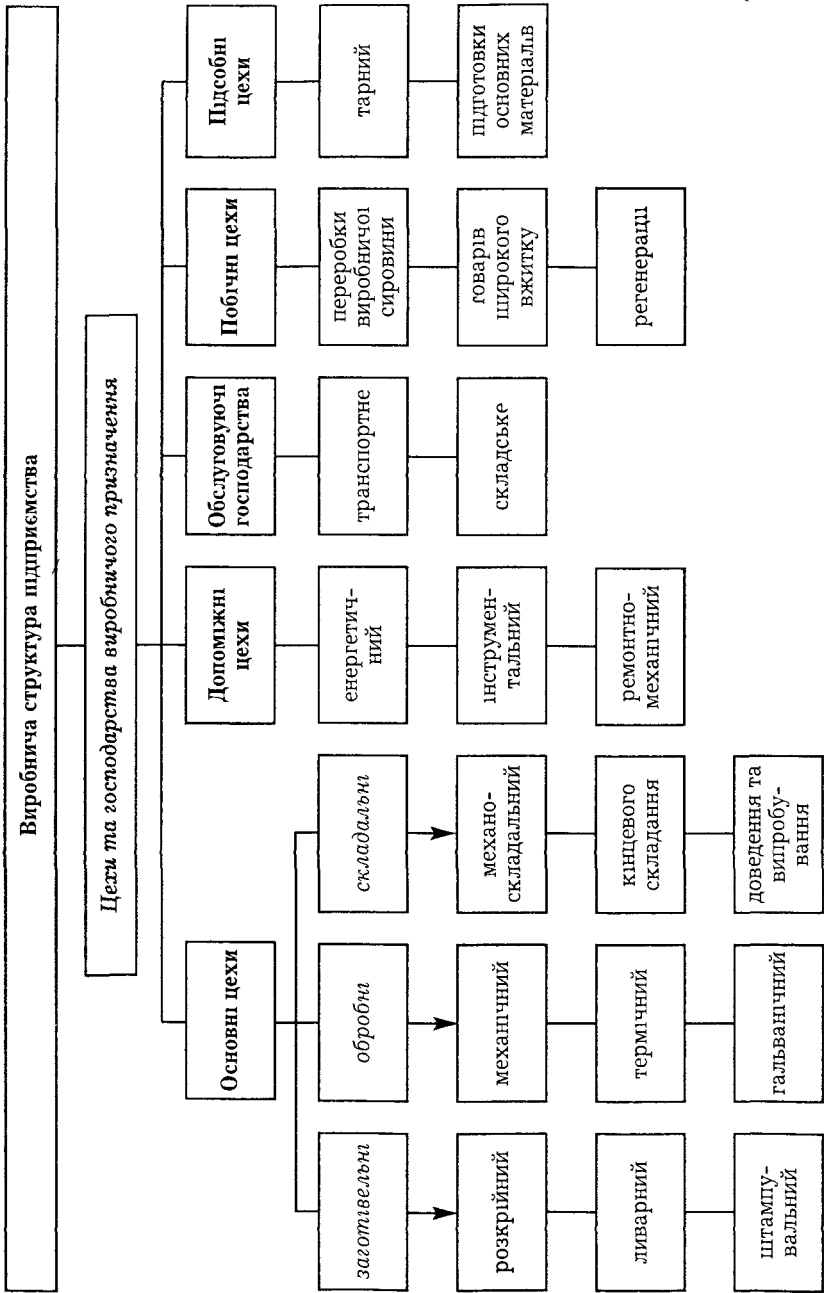 Виробнича структура підприємства
Цехи та господарства виробничого призначення
Основні цехи
Допоміжні
цехи
Обслуговуючі
господарства
Побічні цехи
Підсобні
цехи
заготівельні
обробні
складальні
енергетич-
ний
транспортне
переробки
виробничої
сировини
тарний
розкрійний
механічний
механо-
складальний
інструмен-
тальний
складське
товарів
широкого
вжитку
підготовки
основних
матеріалів
ливарний
термічний
кінцевого
складання
ремонтно-
механічний
регенерації
штампу-
вальний
гальванічний
доведення та
випробу-
вання